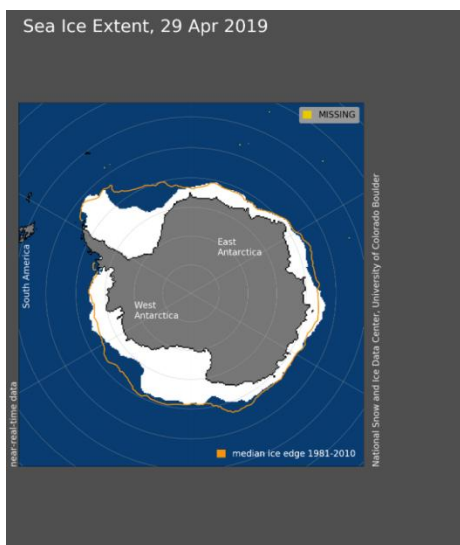 Sea Ice Extent, 29 Apr 2019
MISSING
East
Antarctica
South America
West
Antarctica
near-real-time data
National Snow and Ice Data Center, University of Colorado Boulder
median ice edge 1981-2010